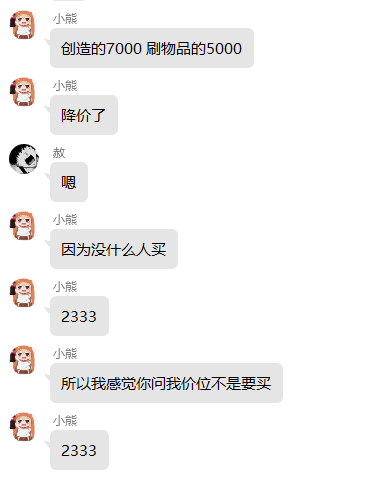 小熊
创造的7000 刷物品的5000
小熊
降价了
赦
嗯
小熊
因为没什么人买
小熊
2333
小熊
所以我感觉你问我价位不是要买
小熊
2333